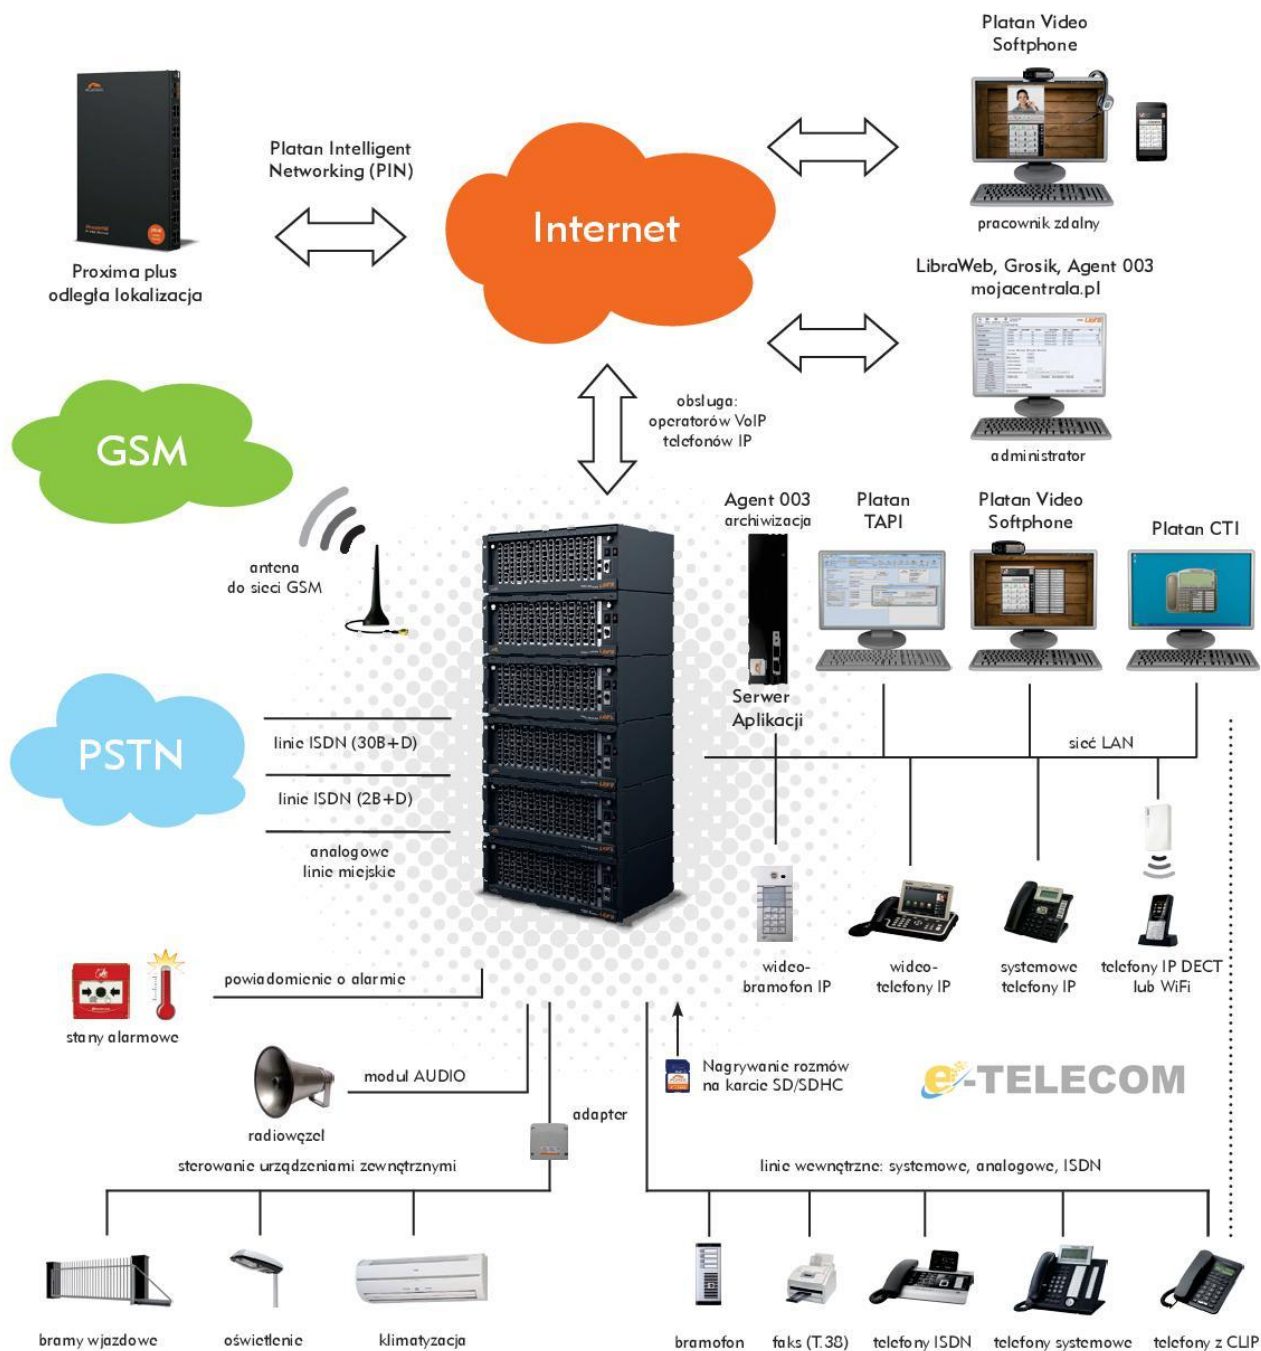 Platan Video
Softphone
Platan Intelligent
Networking (PIN)
Internet
pracownik zdalny
Proxima plus
odległa lokalizacja
LibraWeb, Grosik, Agent 003
mojacentrala.pl
obsługa:
operatorów VoIP
telefonów IP
administrator
GSM
antena
do sieci GSM
Agent 003
archiwizacja
Platan
TAPI
Platan Video
Softphone
Platan CTI
Serwer
Aplikacji
PSTN
linie ISDN (30B+D)
linie ISDN (2B+D)
analogowe
linie miejskie
sieć LAN
wideo-
bramofon IP
wideo-
telefony IP
systemowe
telefony IP
telefony IP DECT
lub WiFi
powiadomienie o alarmie
stany alarmowe
moduł AUDIO
radiowęzeł
Nagrywanie rozmów
na karcie SD/SDHC
e-TELECOM
adapter
sterowanie urządzeniami zewnętrznymi
linie wewnętrzne: systemowe, analogowe, ISDN
bramy wjazdowe
oświetlenie
klimatyzacja
bramofon
faks (T.38)
telefony ISDN
telefony systemowe
telefony z CLIP